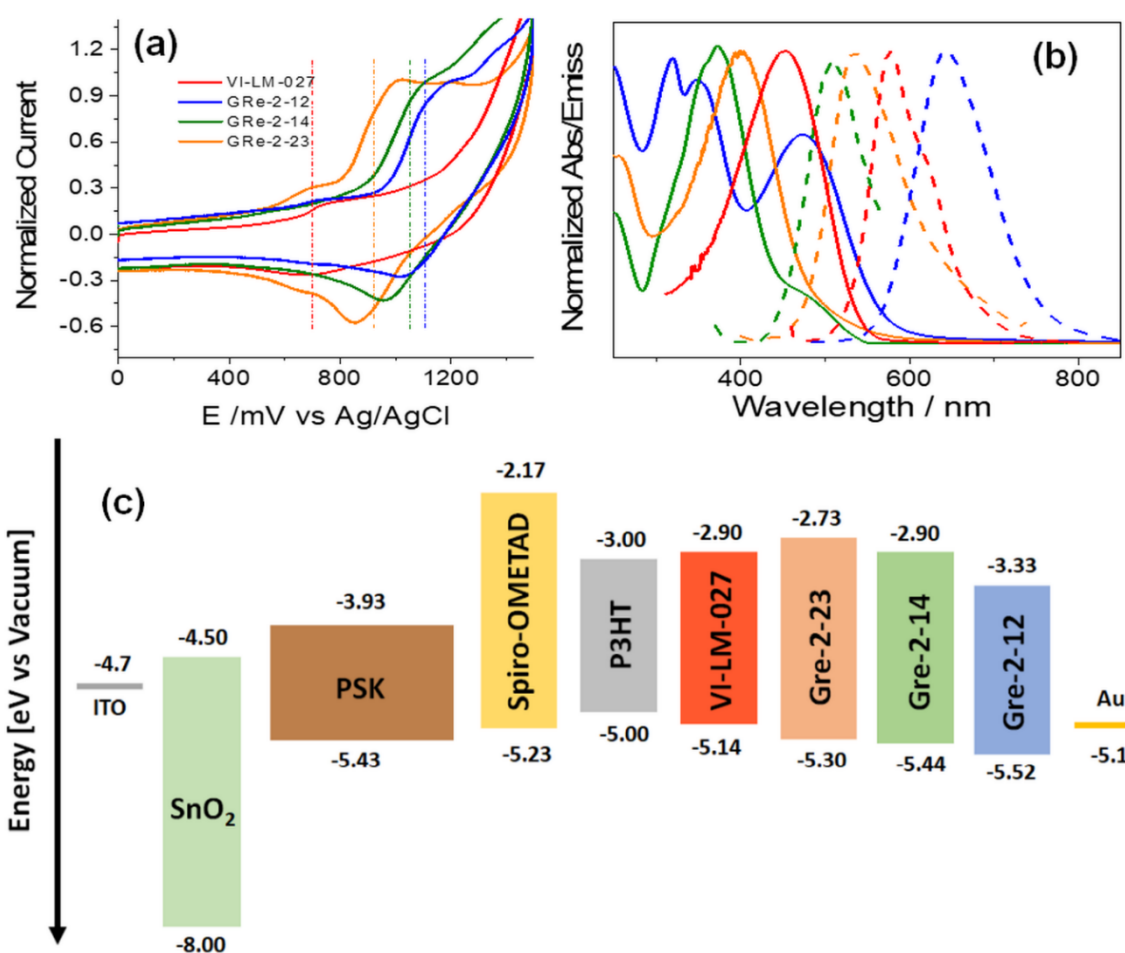 (a)
VI-LM-027
GRe-2-12
GRe-2-14
GRe-2-23
Normalized Current
1.2
0.9
0.6
0.3
0.0
-0.3
-0.6
0 400 800 1200
E /mV vs Ag/AgCl
(b)
Normalized Abs/Emiss
400 600 800
Wavelength / nm
(c)
Energy [eV vs Vacuum]
-4.7
ITO
-4.50
SnO₂
-8.00
-3.93
PSK
-5.43
-2.17
Spiro-OMETAD
-5.23
-3.00
P3HT
-5.00
-2.90
VI-LM-027
-5.14
-2.73
Gre-2-23
-5.30
-2.90
Gre-2-14
-5.44
-3.33
Gre-2-12
-5.52
Au
-5.1